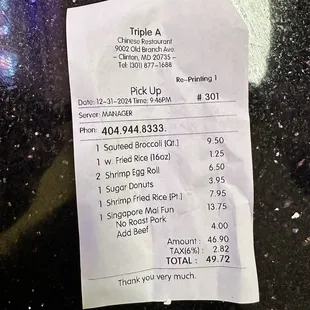 Triple A
Chinese Restaurant
9002 Old Branch Ave
- Clinton, MD 20735 -
Tel: (301) 877-1688
Re-Printing 1
Pick Up
Date: 12-31-2024 Time: 9:46PM # 301
Server: MANAGER
Phon: 404.944.8333.
1 Sauteed Broccoli [Qt.] 9.50
1 w. Fried Rice (16oz) 1.25
2 Shrimp Egg Roll 6.50
1 Sugar Donuts 3.95
1 Shrimp Fried Rice [Pt.] 7.95
1 Singapore Mai Fun 13.75
No Roast Pork
Add Beef 4.00
Amount : 46.90
TAX(6%) : 2.82
TOTAL : 49.72
Thank you very much.